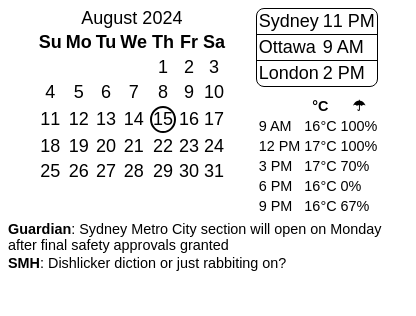 August 2024
Su Mo Tu We Th Fr Sa
1 2 3
4 5 6 7 8 9 10
11 12 13 14 15 16 17
18 19 20 21 22 23 24
25 26 27 28 29 30 31
Sydney 11 PM
Ottawa 9 AM
London 2 PM
°C ☂
9 AM 16°C 100%
12 PM 17°C 100%
3 PM 17°C 70%
6 PM 16°C 0%
9 PM 16°C 67%
Guardian: Sydney Metro City section will open on Monday
after final safety approvals granted
SMH: Dishlicker diction or just rabbiting on?